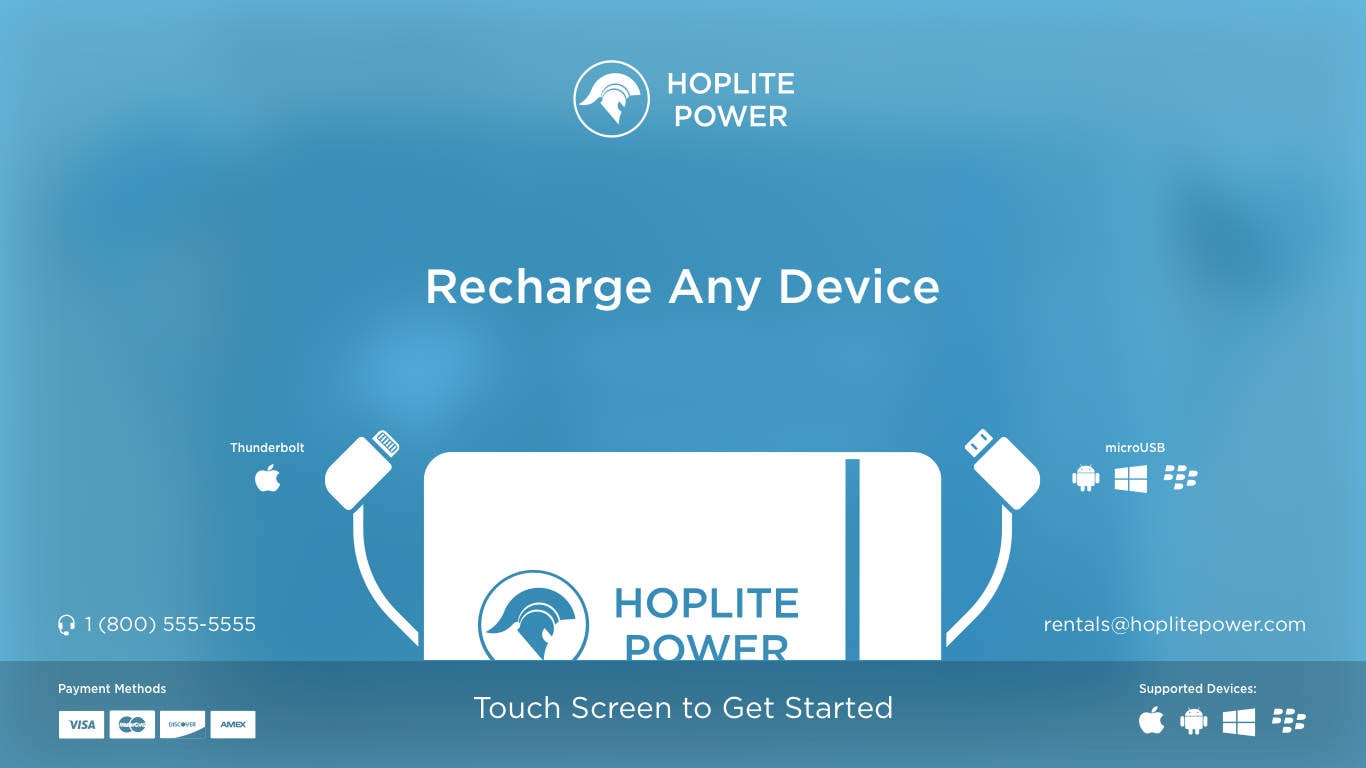 HOPLITE
POWER
Recharge Any Device
Thunderbolt
microUSB
HOPLITE
POWER
1 (800) 555-5555
rentals@hoplitepower.com
Payment Methods
VISA
MasterCard
DISCOVER
AMEX
Touch Screen to Get Started
Supported Devices: